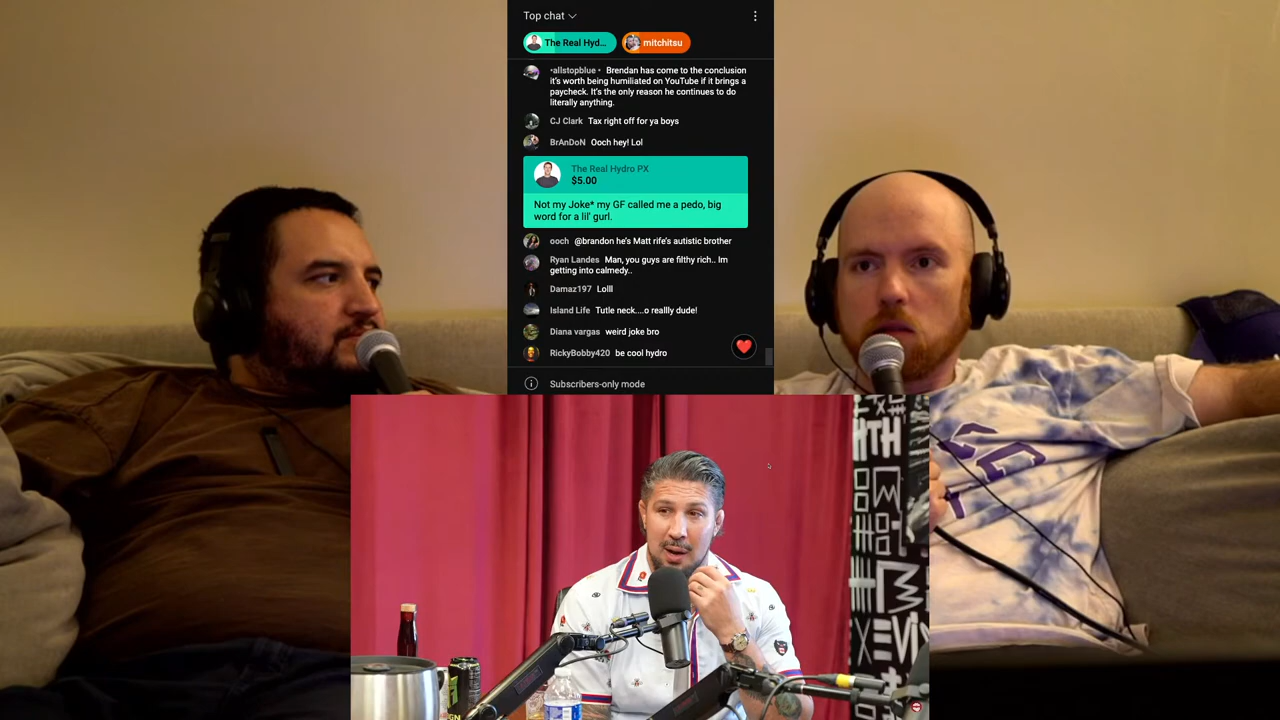 Top chat
The Real Hyd... mitchitsu
•allstopblue • Brendan has come to the conclusion
it's worth being humiliated on YouTube if it brings a
paycheck. It's the only reason he continues to do
literally anything.
CJ Clark Tax right off for ya boys
BrAnDoN Ooch hey! Lol
The Real Hydro PX
$5.00
Not my Joke* my GF called me a pedo, big
word for a lil' gurl.
ooch @brandon he's Matt rife's autistic brother
Ryan Landes Man, you guys are filthy rich.. Im
getting into calmedy..
Damaz197 Lolll
Island Life Tutle neck....o reallly dude!
Diana vargas weird joke bro
RickyBobby420 be cool hydro
Subscribers-only mode